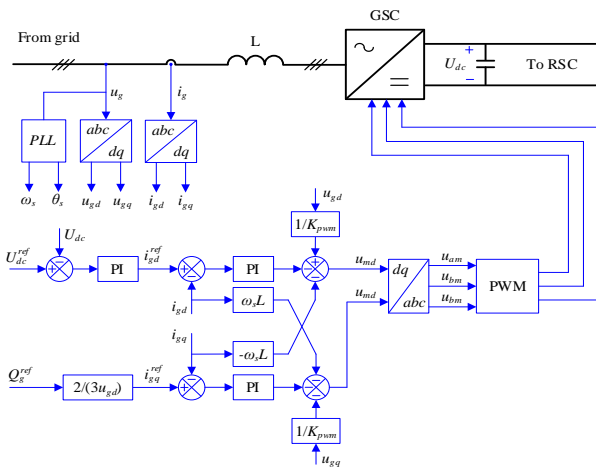 GSC
From grid
L
U_dc
+
−
To RSC
u_g
i_g
PLL
abc
dq
abc
dq
ω_s
θ_s
u_gd
u_gq
i_gd
i_gq
u_gd
1/K_pwm
U_dc
U_dc^ref
PI
i_gd^ref
PI
u_md
dq
abc
u_am
u_bm
u_bm
PWM
i_gd
ω_sL
u_md
i_gq
-ω_sL
Q_g^ref
2/(3u_gd)
i_gq^ref
PI
1/K_pwm
u_gq